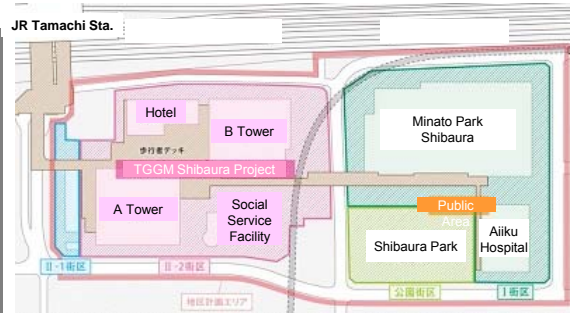 JR Tamachi Sta.
Hotel
B Tower
歩行者デッキ
TGGM Shibaura Project
A Tower
Social
Service
Facility
Minato Park
Shibaura
Public
Area
Shibaura Park
Aiiku
Hospital
II-1街区
II-2街区
地区計画エリア
公園街区
I街区